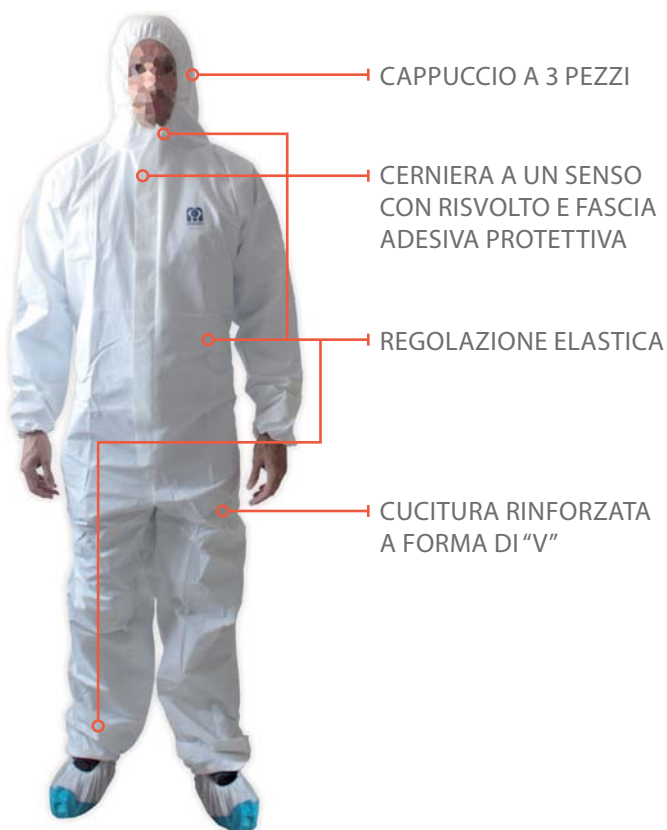 CAPPUCCIO A 3 PEZZI
CERNIERA A UN SENSO
CON RISVOLTO E FASCIA
ADESIVA PROTETTIVA
REGOLAZIONE ELASTICA
CUCITURA RINFORZATA
A FORMA DI “V”